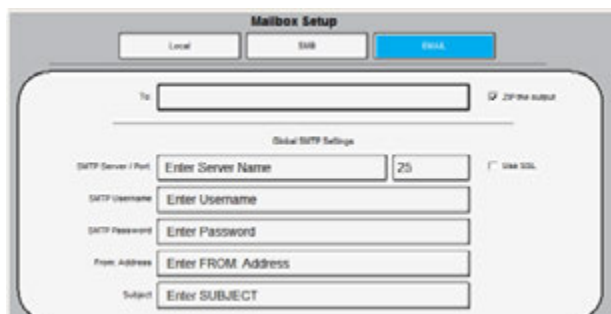 Mailbox Setup
Local SMB EMAIL
To: ZIP the output
Global SMTP Settings
SMTP Server / Port Enter Server Name 25 Use SSL
SMTP Username Enter Username
SMTP Password Enter Password
From: Address Enter FROM: Address
Subject Enter SUBJECT